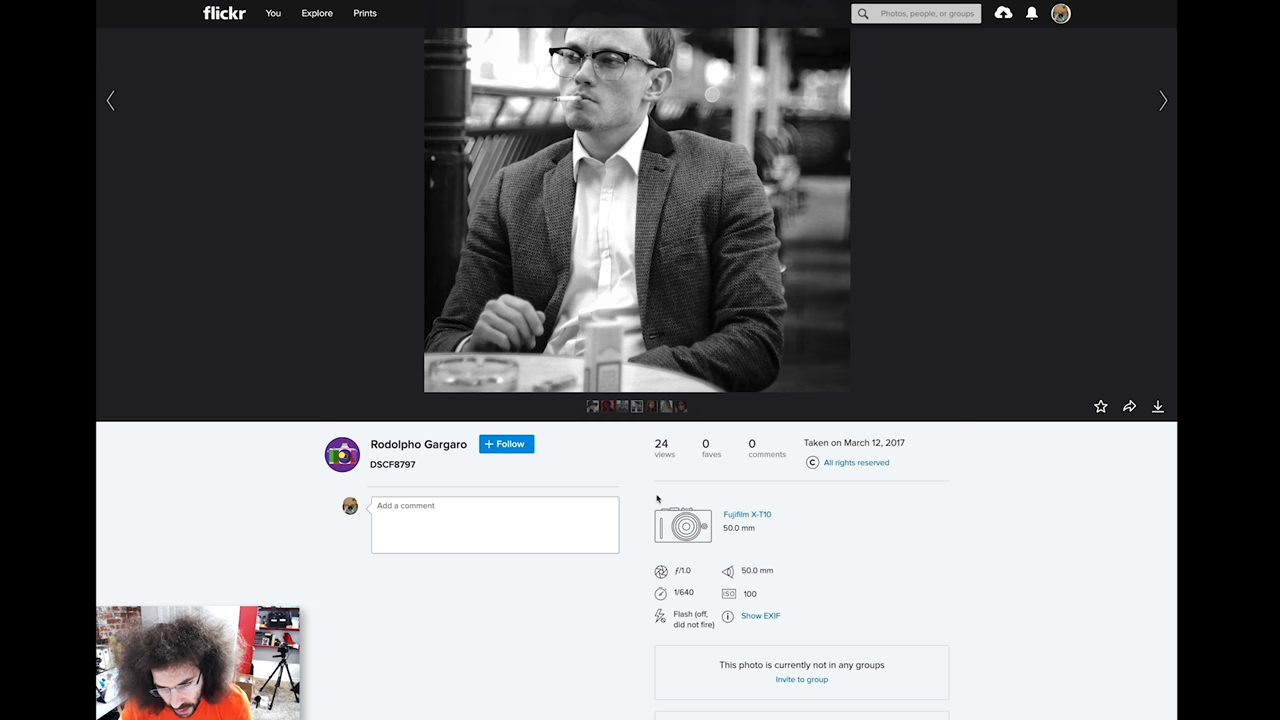 flickr You Explore Prints Photos, people, or groups
Rodolpho Gargaro + Follow
DSCF8797
Add a comment
24 0 0 Taken on March 12, 2017
views faves comments
C All rights reserved
Fujifilm X-T10
50.0 mm
ƒ/1.0 50.0 mm
1/640 ISO 100
Flash (off, did not fire) i Show EXIF
This photo is currently not in any groups
Invite to group